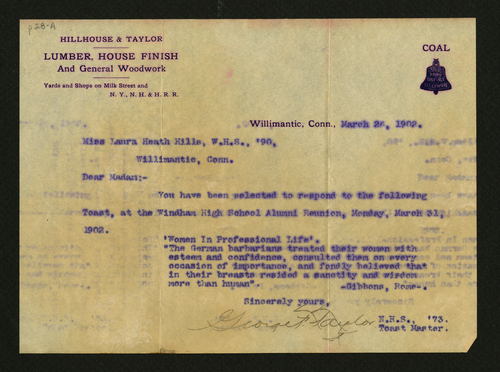 p28-A
HILLHOUSE & TAYLOR
LUMBER, HOUSE FINISH
And General Woodwork
Yards and Shops on Milk Street and
N. Y., N. H. & H. R. R.
COAL
Willimantic, Conn., March 26, 1902.
Miss Laura Heath Hills, W.H.S., '90,
Willimantic, Conn.
Dear Madam:-
You have been selected to respond to the following
Toast, at the Windham High School Alumni Reunion, Monday, March 31,
1902.
'Women In Professional Life'.
"The German barbarians treated their women with
esteem and confidence, consulted them on every
occasion of importance, and fondly believed that
in their breasts resided a sanctity and wisdom
more than human". -Gibbons, Rome-.
Sincerely yours,
George F. Taylor
N.H.S., '73.
Toast Master.